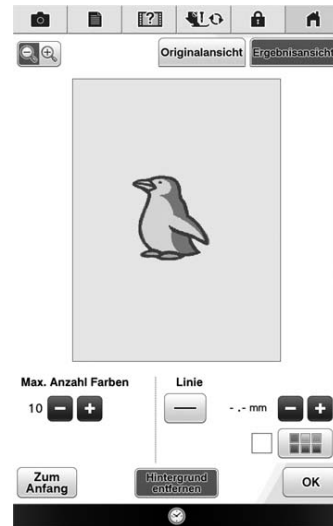 Originalansicht
Ergebnisansicht
Max. Anzahl Farben
Linie
10 - +
- . - mm - +
Zum
Anfang
Hintergrund
entfernen
OK